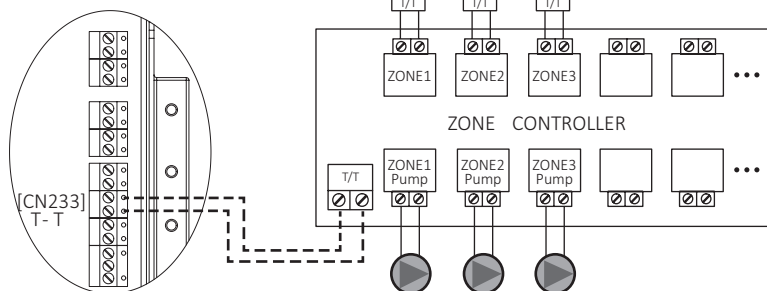 T/T T/T T/T
ZONE1 ZONE2 ZONE3
ZONE CONTROLLER
T/T
ZONE1 Pump
ZONE2 Pump
ZONE3 Pump
[CN233]
T- T